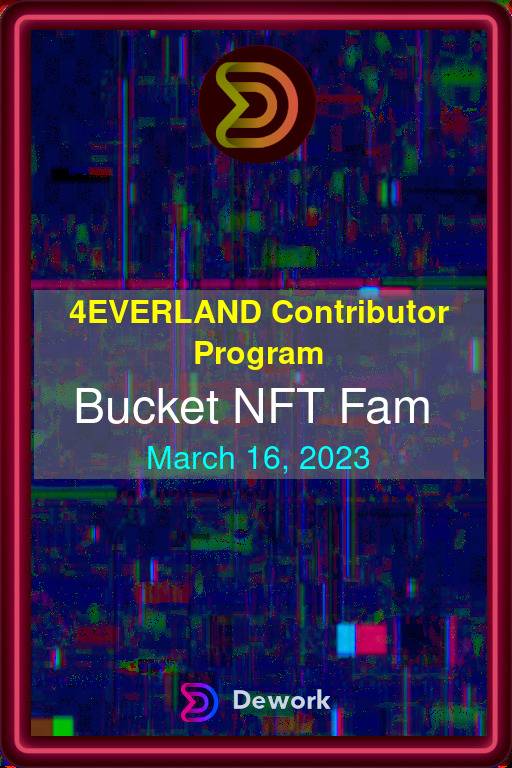 4EVERLAND Contributor
Program
Bucket NFT Fam
March 16, 2023
Dework